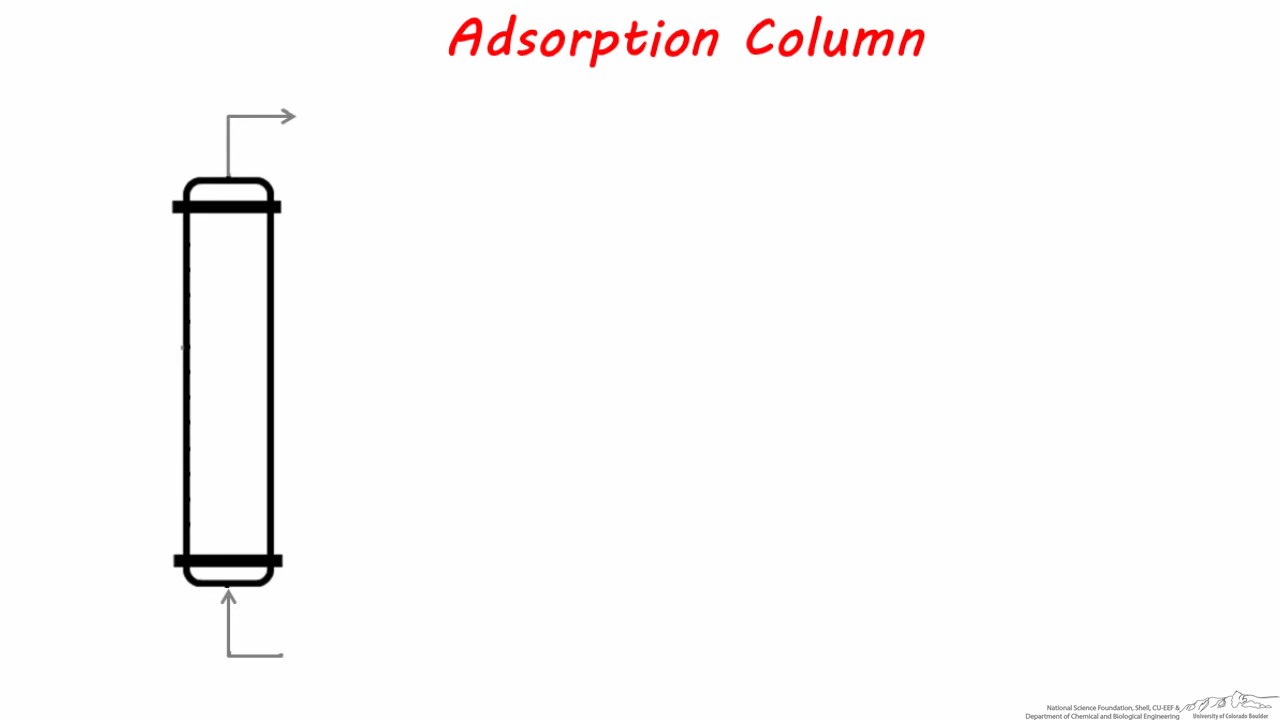 Adsorption Column
National Science Foundation, Shell, CU-EEF &
Department of Chemical and Biological Engineering
University of Colorado Boulder